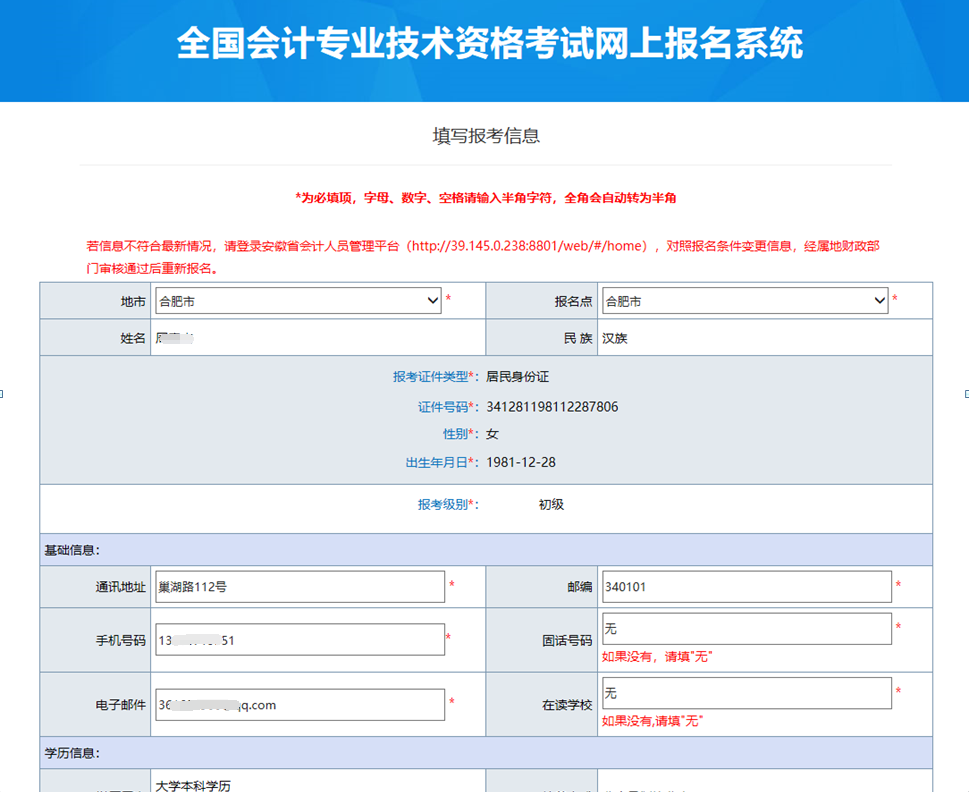 全国会计专业技术资格考试网上报名系统
填写报考信息
*为必填项，字母、数字、空格请输入半角字符，全角会自动转为半角
若信息不符合最新情况，请登录安徽省会计人员管理平台（http://39.145.0.238:8801/web/#/home），对照报名条件变更信息，经属地财政部
门审核通过后重新报名。
地市 合肥市 * 报名点 合肥市 *
姓名 民 族 汉族
报考证件类型*： 居民身份证
证件号码*： 341281198112287806
性别*： 女
出生年月日*： 1981-12-28
报考级别*： 初级
基础信息：
通讯地址 巢湖路112号 * 邮编 340101 *
手机号码 13 51 * 固话号码 无 *
如果没有，请填"无"
电子邮件 36 q.com * 在读学校 无 *
如果没有,请填"无"
学历信息：
大学本科学历